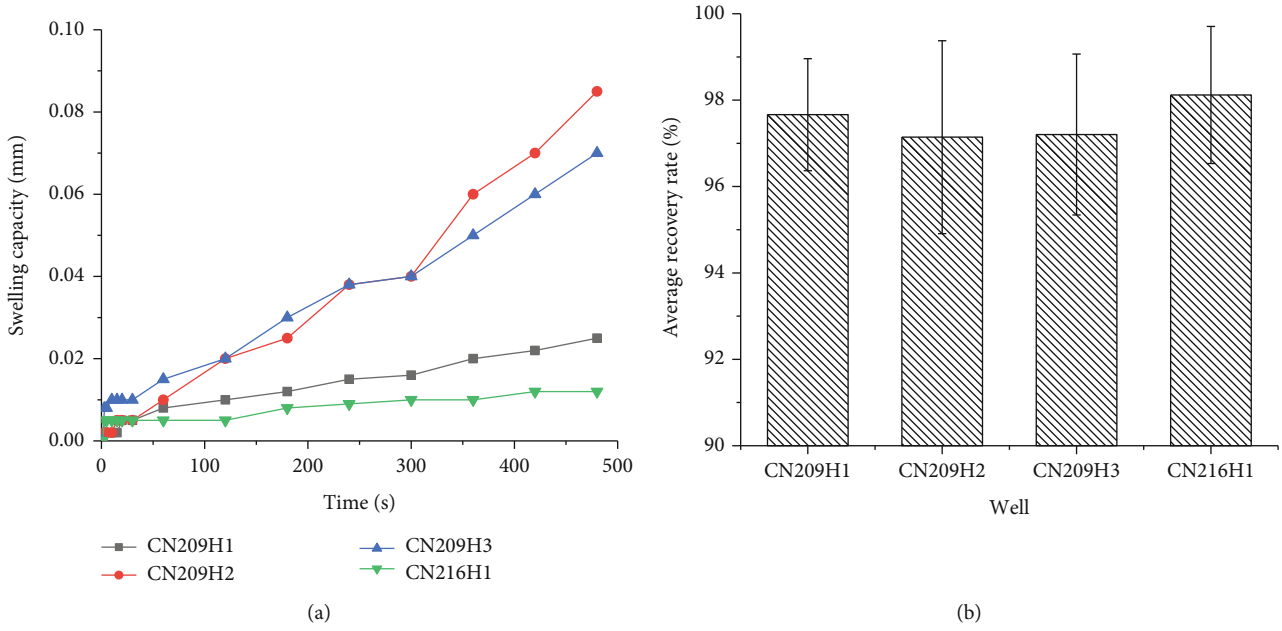 0.10
0.08
0.06
0.04
0.02
0.00
Swelling capacity (mm)
0
100
200
300
400
500
Time (s)
CN209H1
CN209H2
CN209H3
CN216H1
(a)
100
98
96
94
92
90
Average recovery rate (%)
CN209H1
CN209H2
CN209H3
CN216H1
Well
(b)